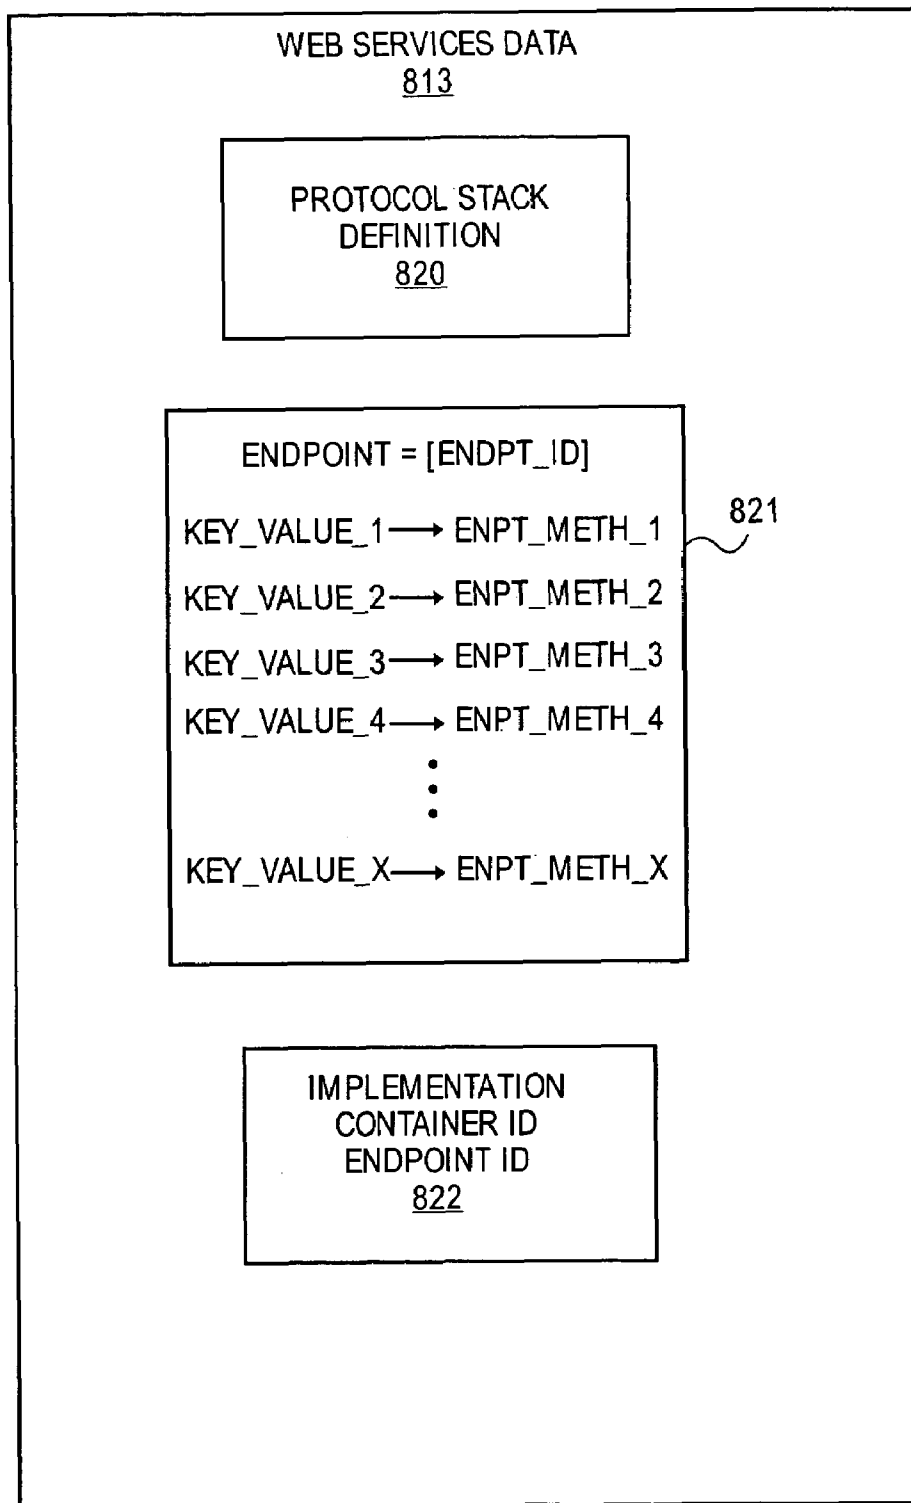 WEB SERVICES DATA
813
PROTOCOL STACK
DEFINITION
820
ENDPOINT = [ENDPT_ID]
KEY_VALUE_1 → ENPT_METH_1
821
KEY_VALUE_2 → ENPT_METH_2
KEY_VALUE_3 → ENPT_METH_3
KEY_VALUE_4 → ENPT_METH_4
KEY_VALUE_X → ENPT_METH_X
IMPLEMENTATION
CONTAINER ID
ENDPOINT ID
822